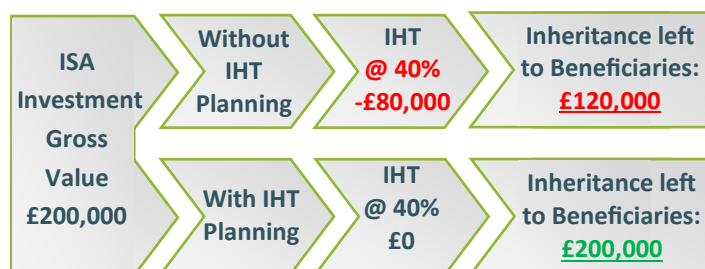 ISA
Investment
Gross
Value
£200,000
Without
IHT
Planning
IHT
@ 40%
-£80,000
Inheritance left
to Beneficiaries:
£120,000
With IHT
Planning
IHT
@ 40%
£0
Inheritance left
to Beneficiaries:
£200,000